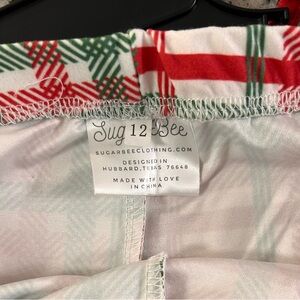 Sug 12 Bee
SUGARBEECLOTHING.COM
DESIGNED IN
HUBBARD, TEXAS 76648
MADE WITH LOVE
IN CHINA